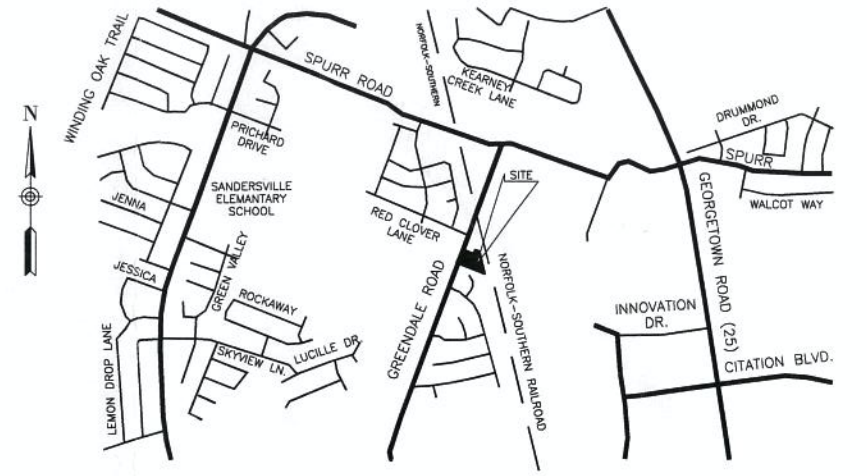 WINDING OAK TRAIL
N
SPURR ROAD
NORFOLK-SOUTHERN
KEARNEY
CREEK LANE
PRICHARD
DRIVE
DRUMMOND
DR.
SPURR
WALCOT WAY
SANDERSVILLE
ELEMANTARY
SCHOOL
JENNA
SITE
RED CLOVER
LANE
GEORGETOWN ROAD (25)
JESSICA
GREEN VALLEY
ROCKAWAY
GREENDALE ROAD
NORFOLK-SOUTHERN RAILROAD
INNOVATION
DR.
LEMON DROP LANE
SKYVIEW LN.
LUCILLE DR.
CITATION BLVD.